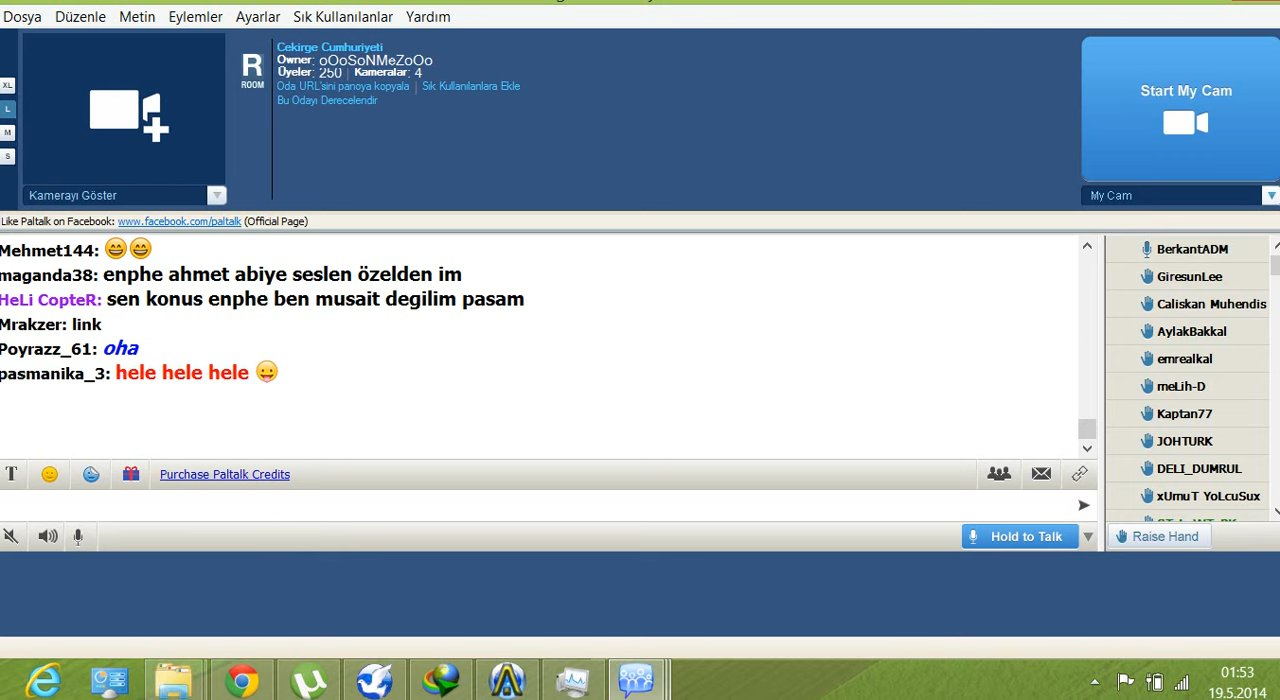 Dosya Düzenle Metin Eylemler Ayarlar Sık Kullanılanlar Yardım
XL
L
M
S
Kamerayı Göster
R
ROOM
Cekirge Cumhuriyeti
Owner: oOoSoNMeZoOo
Üyeler: 250 | Kameralar: 4
Oda URL'sini panoya kopyala | Sık Kullanılanlara Ekle
Bu Odayı Derecelendir
Start My Cam
My Cam
Like Paltalk on Facebook: www.facebook.com/paltalk (Official Page)
Mehmet144:
maganda38: enphe ahmet abiye seslen özelden im
HeLi CopteR: sen konus enphe ben musait degilim pasam
Mrakzer: link
Poyrazz_61: oha
pasmanika_3: hele hele hele
BerkantADM
GiresunLee
Caliskan Muhendis
AylakBakkal
emrealkal
meLih-D
Kaptan77
JOHTURK
DELI_DUMRUL
xUmuT YoLcuSux
T Purchase Paltalk Credits
Hold to Talk
Raise Hand
01:53
19.5.2014